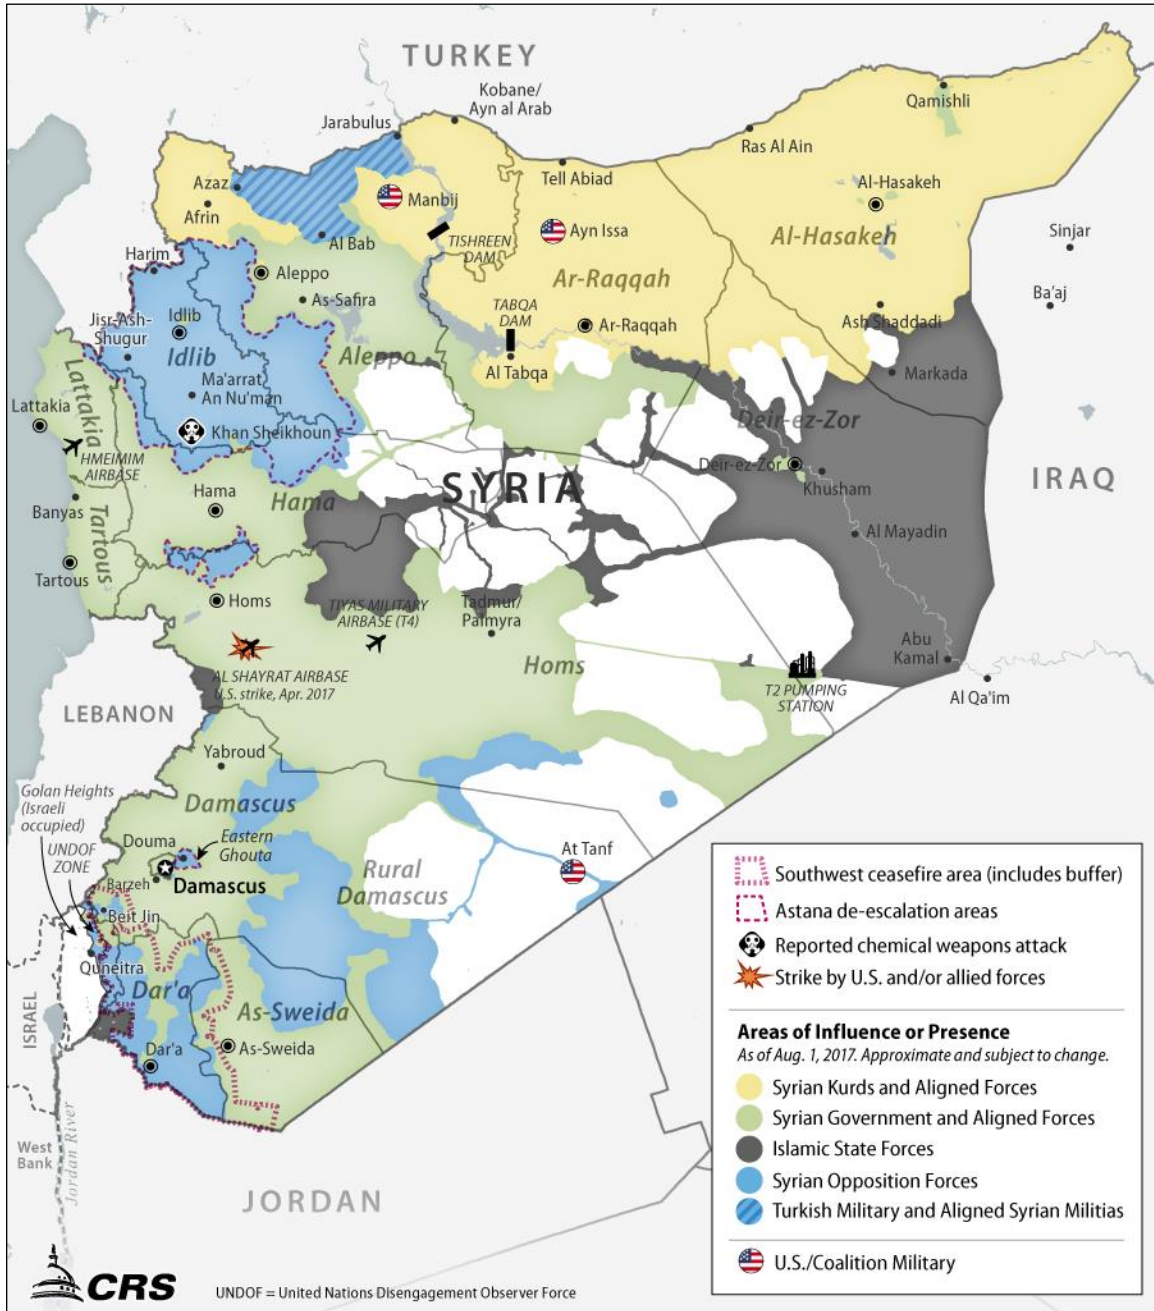 TURKEY
Kobane/
Ayn al Arab
Jarabulus
Qamishli
Ras Al Ain
Azaz
Afrin
Manbij
Tell Abiad
Al-Hasakeh
Ayn Issa
Al Bab
TISHREEN
DAM
Al-Hasakeh
Sinjar
Harim
Aleppo
Ar-Raqqah
As-Safira
Ba'aj
Jisr-Ash-
Shugur
Idlib
TABQA
DAM
Ar-Raqqah
Ash Shaddadi
Idlib
Aleppo
Al Tabqa
Markada
Ma'arrat
An Nu'man
Lattakia
Lattakia
Khan Sheikhoun
Deir-ez-Zor
HMEIMIM
AIRBASE
Deir-ez-Zor
SYRIA
IRAQ
Khusham
Hama
Hama
Banyas
Tartous
Al Mayadin
Tartous
Homs
TIYAS MILITARY
AIRBASE (T4)
Tadmur/
Palmyra
Abu
Kamal
Homs
AL SHAYRAT AIRBASE
U.S. strike, Apr. 2017
T2 PUMPING
STATION
Al Qa'im
LEBANON
Yabroud
Golan Heights
(Israeli
occupied)
Damascus
UNDOF
ZONE
Douma
Eastern
Ghouta
At Tanf
Rural
Damascus
Barzeh
Damascus
Beit Jin
Quneitra
Dar'a
As-Sweida
ISRAEL
Dar'a
As-Sweida
West
Bank
Jordan River
JORDAN
Southwest ceasefire area (includes buffer)
Astana de-escalation areas
Reported chemical weapons attack
Strike by U.S. and/or allied forces
Areas of Influence or Presence
As of Aug. 1, 2017. Approximate and subject to change.
Syrian Kurds and Aligned Forces
Syrian Government and Aligned Forces
Islamic State Forces
Syrian Opposition Forces
Turkish Military and Aligned Syrian Militias
U.S./Coalition Military
CRS
UNDOF = United Nations Disengagement Observer Force